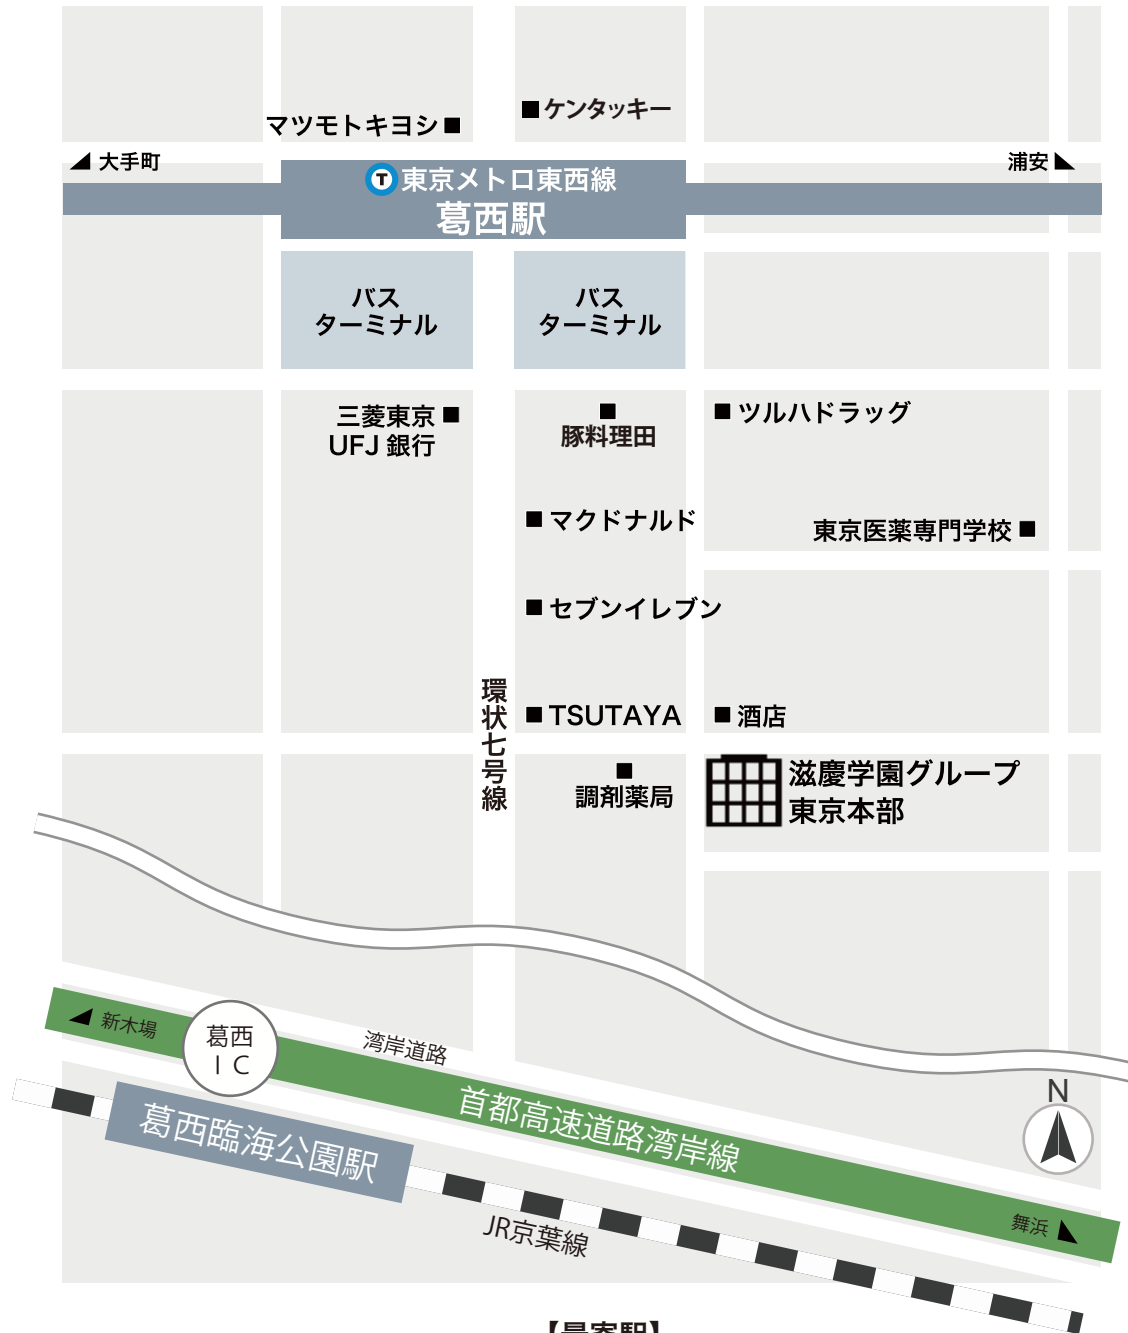 ケンタッキー
マツモトキヨシ
大手町
浦安
T
東京メトロ東西線
葛西駅
バス
ターミナル
バス
ターミナル
三菱東京
UFJ 銀行
豚料理田
ツルハドラッグ
マクドナルド
東京医薬専門学校
セブンイレブン
環状七号線
TSUTAYA
酒店
調剤薬局
滋慶学園グループ
東京本部
新木場
葛西
IC
湾岸道路
首都高速道路湾岸線
葛西臨海公園駅
JR京葉線
N
舞浜
【最寄駅】